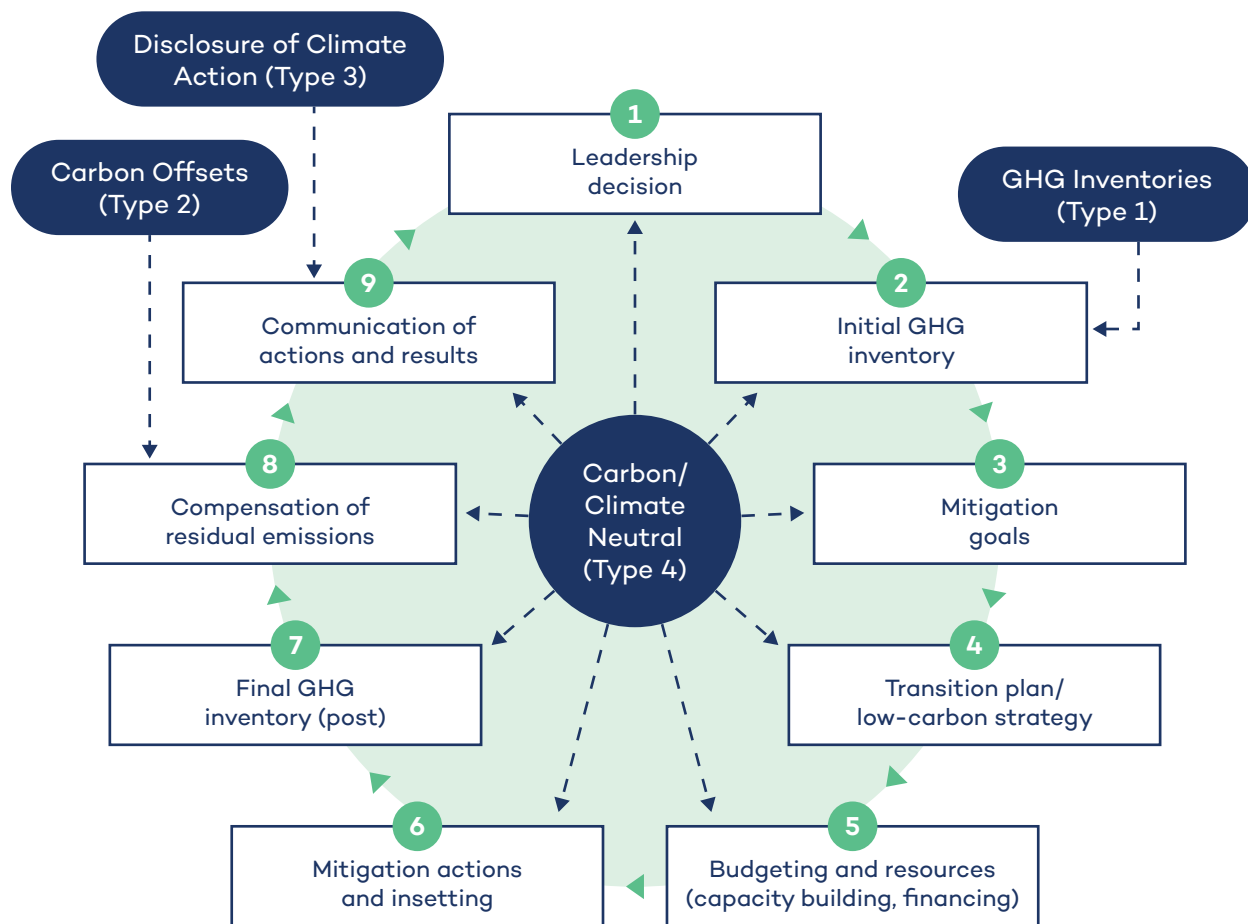 Disclosure of Climate
Action (Type 3)
Carbon Offsets
(Type 2)
GHG Inventories
(Type 1)
1
Leadership
decision
2
Initial GHG
inventory
3
Mitigation
goals
4
Transition plan/
low-carbon strategy
5
Budgeting and resources
(capacity building, financing)
6
Mitigation actions
and insetting
7
Final GHG
inventory (post)
8
Compensation of
residual emissions
9
Communication of
actions and results
Carbon/
Climate
Neutral
(Type 4)